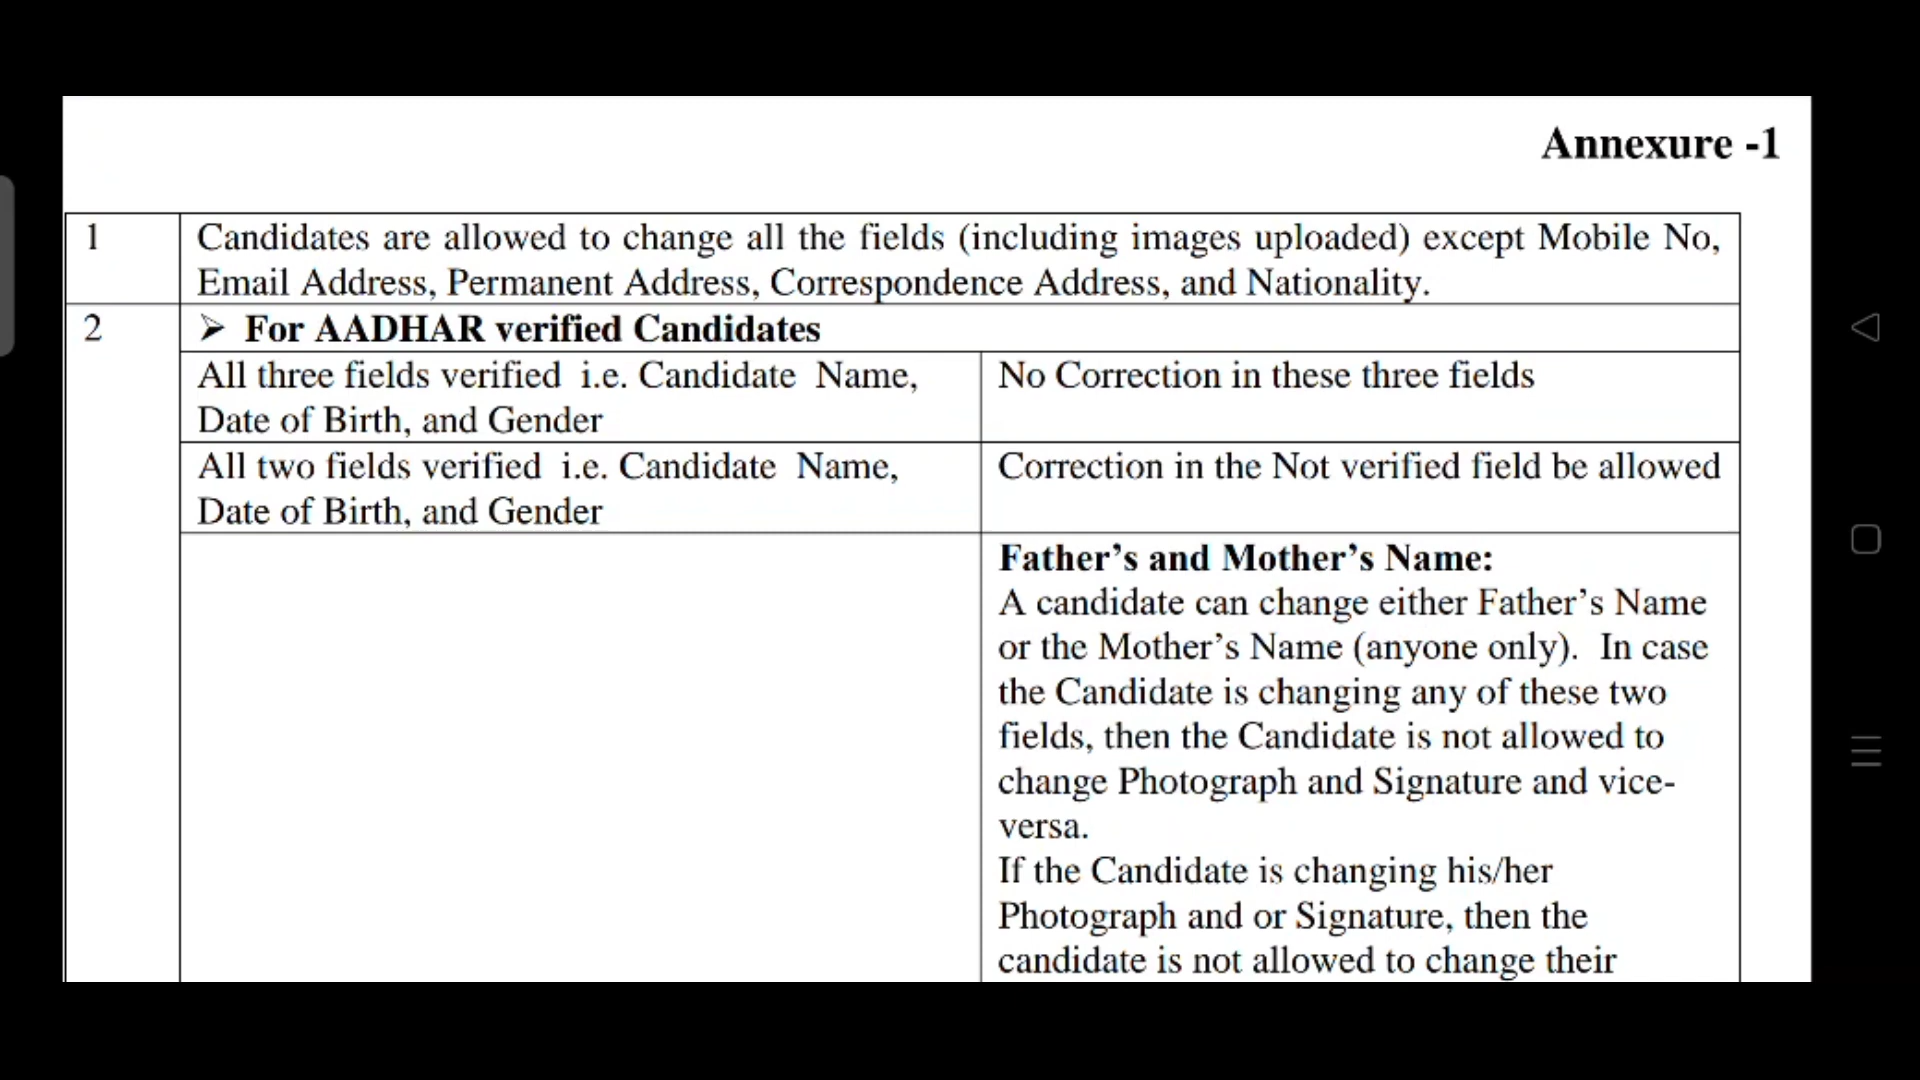 Annexure -1
1
Candidates are allowed to change all the fields (including images uploaded) except Mobile No,
Email Address, Permanent Address, Correspondence Address, and Nationality.
2
➢ For AADHAR verified Candidates
All three fields verified i.e. Candidate Name,
Date of Birth, and Gender
No Correction in these three fields
All two fields verified i.e. Candidate Name,
Date of Birth, and Gender
Correction in the Not verified field be allowed
Father’s and Mother’s Name:
A candidate can change either Father’s Name
or the Mother’s Name (anyone only). In case
the Candidate is changing any of these two
fields, then the Candidate is not allowed to
change Photograph and Signature and vice-
versa.
If the Candidate is changing his/her
Photograph and or Signature, then the
candidate is not allowed to change their